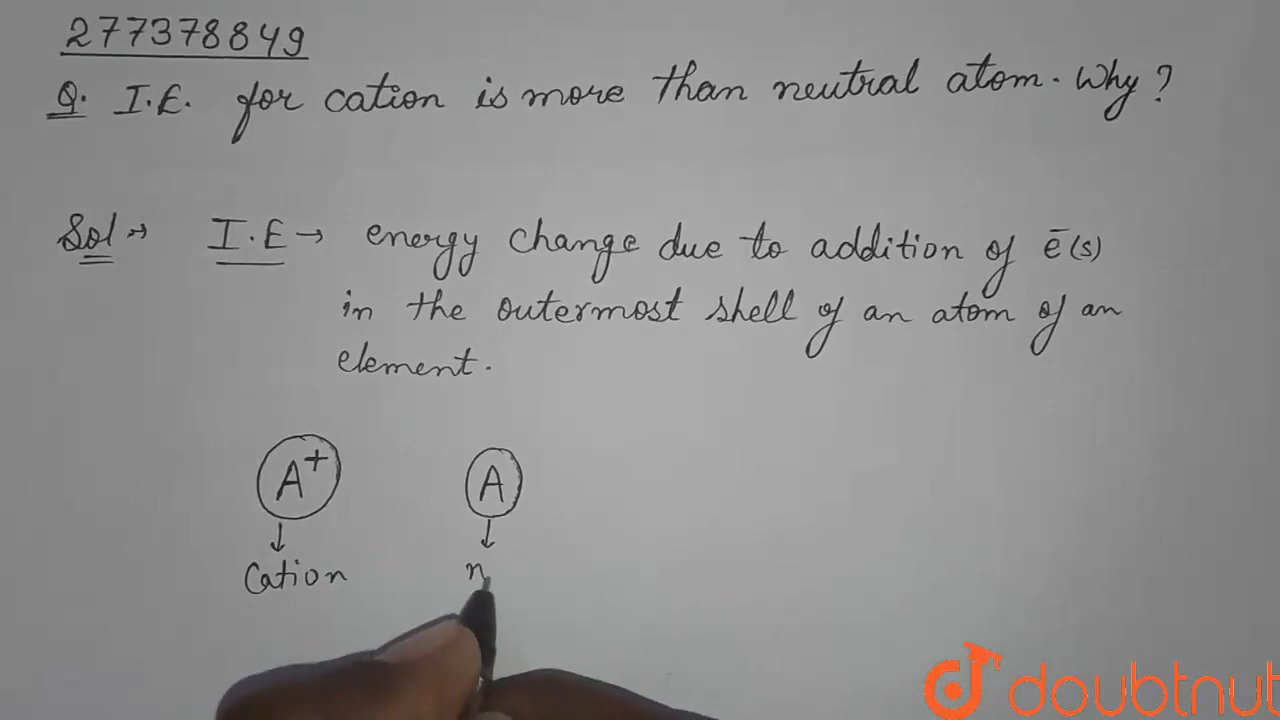 277378849
Q. I.E. for cation is more than neutral atom. Why?
Sol → I.E → energy change due to addition of ē(s)
in the outermost shell of an atom of an
element.
A+ A
↓ ↓
Cation n
doubtnut